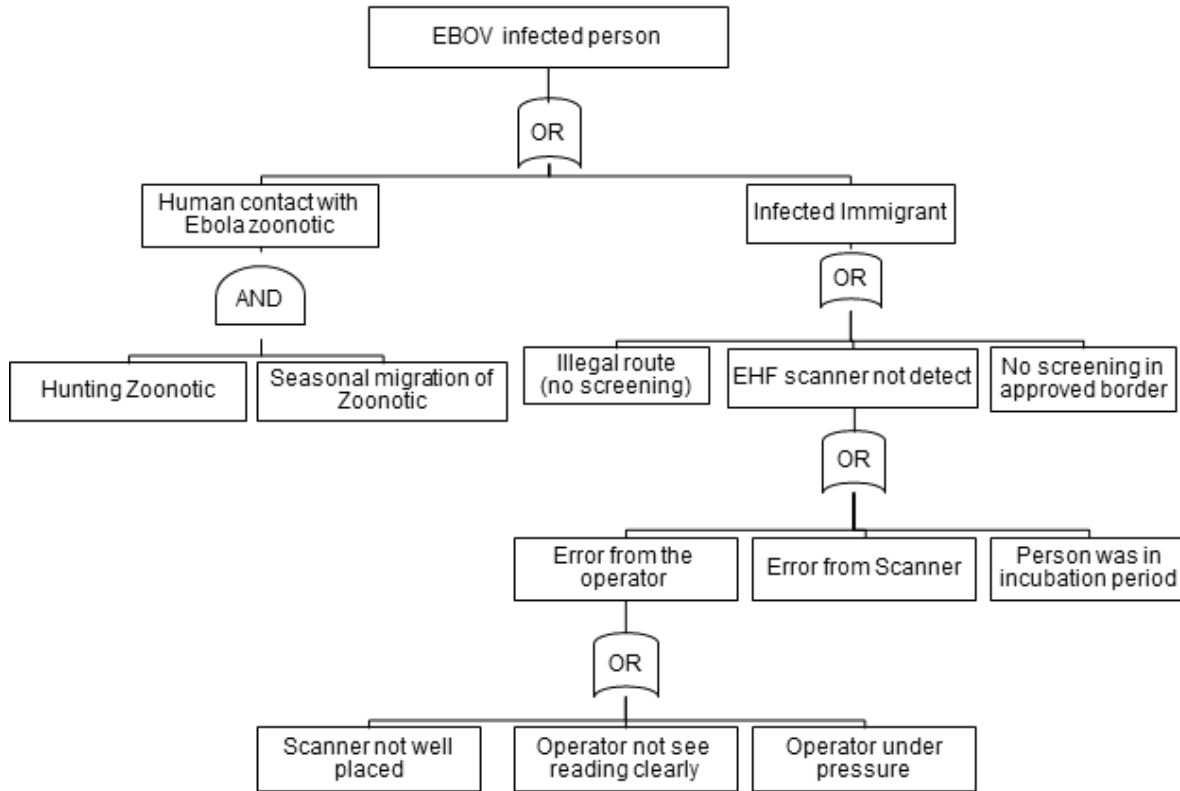 EBOV infected person
OR
Human contact with
Ebola zoonotic
Infected Immigrant
AND
OR
Hunting Zoonotic
Seasonal migration of
Zoonotic
Illegal route
(no screening)
EHF scanner not detect
No screening in
approved border
OR
Error from the
operator
Error from Scanner
Person was in
incubation period
OR
Scanner not well
placed
Operator not see
reading clearly
Operator under
pressure